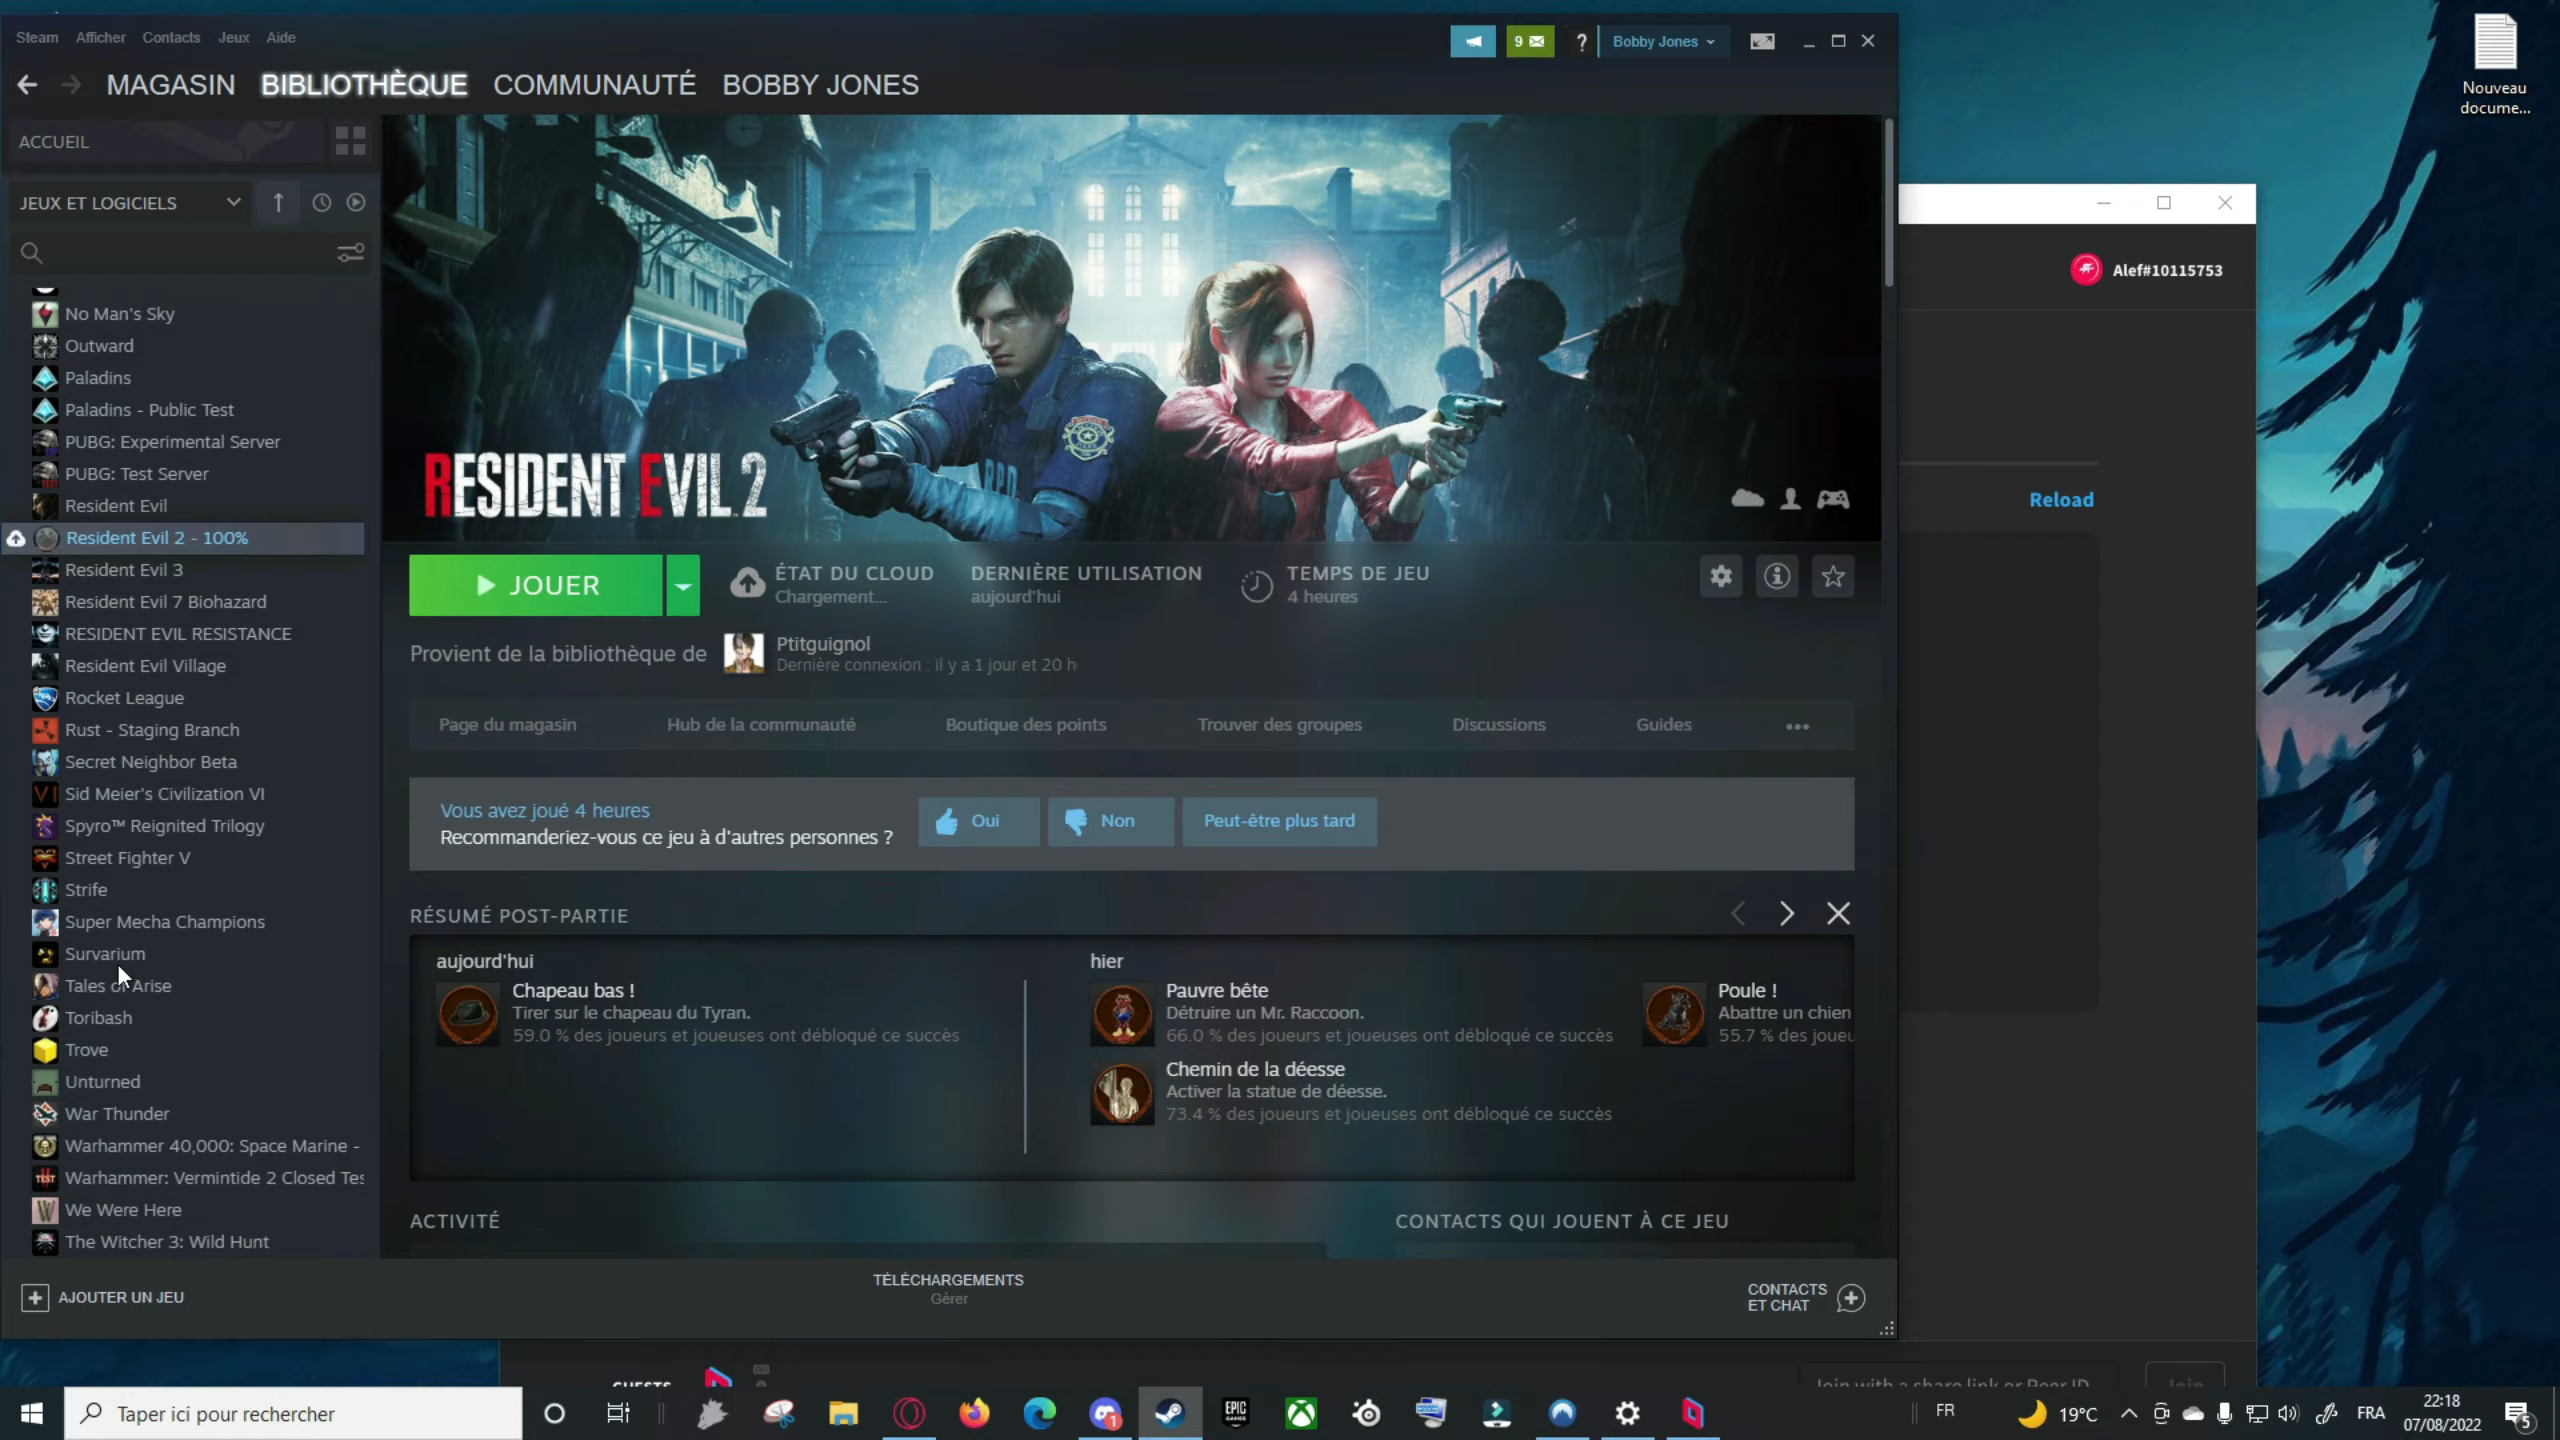 Steam Afficher Contacts Jeux Aide
9
?
Bobby Jones
MAGASIN BIBLIOTHÈQUE COMMUNAUTÉ BOBBY JONES
Nouveau
docume...
ACCUEIL
JEUX ET LOGICIELS
No Man's Sky
Outward
Paladins
Paladins - Public Test
PUBG: Experimental Server
PUBG: Test Server
Resident Evil
Resident Evil 2 - 100%
Resident Evil 3
Resident Evil 7 Biohazard
RESIDENT EVIL RESISTANCE
Resident Evil Village
Rocket League
Rust - Staging Branch
Secret Neighbor Beta
Sid Meier's Civilization VI
Spyro™ Reignited Trilogy
Street Fighter V
Strife
Super Mecha Champions
Survarium
Tales of Arise
Toribash
Trove
Unturned
War Thunder
Warhammer 40,000: Space Marine -
Warhammer: Vermintide 2 Closed Tes
We Were Here
The Witcher 3: Wild Hunt
AJOUTER UN JEU
RESIDENT EVIL 2
R.P.D.
JOUER
ÉTAT DU CLOUD
Chargement...
DERNIÈRE UTILISATION
aujourd'hui
TEMPS DE JEU
4 heures
Provient de la bibliothèque de
Ptitguignol
Dernière connexion : il y a 1 jour et 20 h
Page du magasin Hub de la communauté Boutique des points Trouver des groupes Discussions Guides
Vous avez joué 4 heures
Recommanderiez-vous ce jeu à d'autres personnes ?
Oui Non Peut-être plus tard
RÉSUMÉ POST-PARTIE
aujourd'hui
Chapeau bas !
Tirer sur le chapeau du Tyran.
59.0 % des joueurs et joueuses ont débloqué ce succès
hier
Pauvre bête
Détruire un Mr. Raccoon.
66.0 % des joueurs et joueuses ont débloqué ce succès
Chemin de la déesse
Activer la statue de déesse.
73.4 % des joueurs et joueuses ont débloqué ce succès
Poule !
Abattre un chien
55.7 % des joueu
ACTIVITÉ
CONTACTS QUI JOUENT À CE JEU
TÉLÉCHARGEMENTS
Gérer
CONTACTS
ET CHAT
Alef#10115753
Reload
GUESTS
Join with a share link or Peer ID
Join
Taper ici pour rechercher
EPIC
GAMES
1
FR
19°C
FRA
22:18
07/08/2022
5